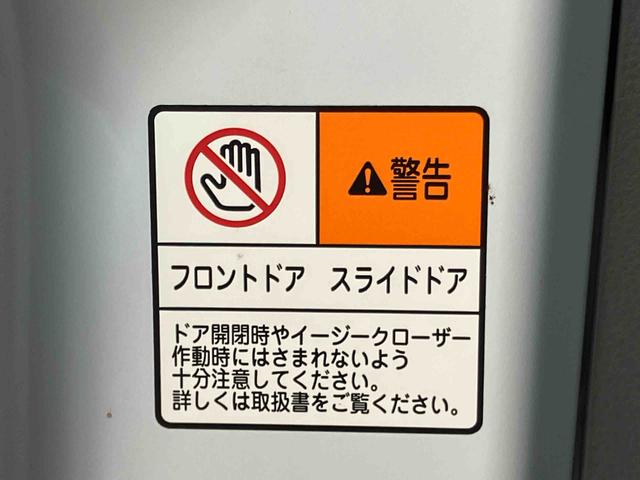 警告
フロントドア スライドドア
ドア開閉時やイージークローザー
作動時にはさまれないよう
十分注意してください。
詳しくは取扱書をご覧ください。